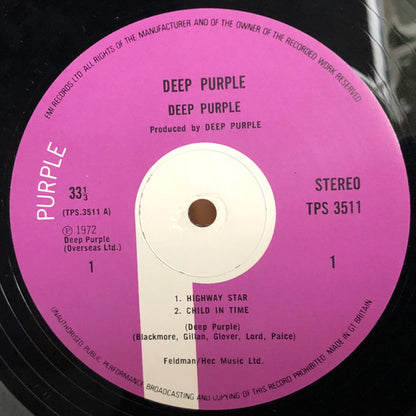 EMI RECORDS LTD ALL RIGHTS OF THE MANUFACTURER AND OF THE OWNER OF THE RECORDED WORK RESERVED
DEEP PURPLE
DEEP PURPLE
Produced by DEEP PURPLE
PURPLE
33⅓
(TPS.3511 A)
Ⓟ 1972
Deep Purple
(Overseas Ltd.)
1
STEREO
TPS 3511
1
1. HIGHWAY STAR
2. CHILD IN TIME
(Deep Purple)
(Blackmore, Gillan, Glover, Lord, Paice)
Feldman/Hec Music Ltd.
UNAUTHORISED PUBLIC PERFORMANCE BROADCASTING AND COPYING OF THIS RECORD PROHIBITED MADE IN GT BRITAIN